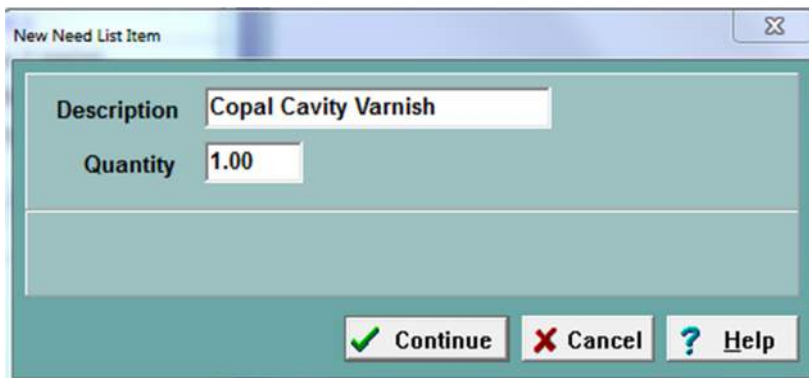 New Need List Item
Description Copal Cavity Varnish
Quantity 1.00
Continue Cancel ? Help